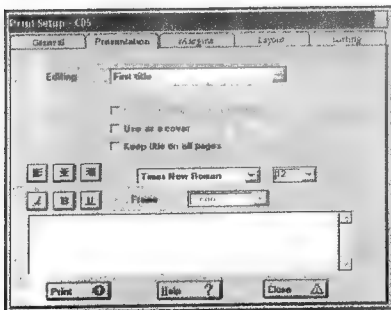 Print Setup - CDS
General Presentation Margins Layout Sorting
Editing First title
Use as a cover
Keep title on all pages
Times New Roman 12
B U Frame
Print Help ? Close